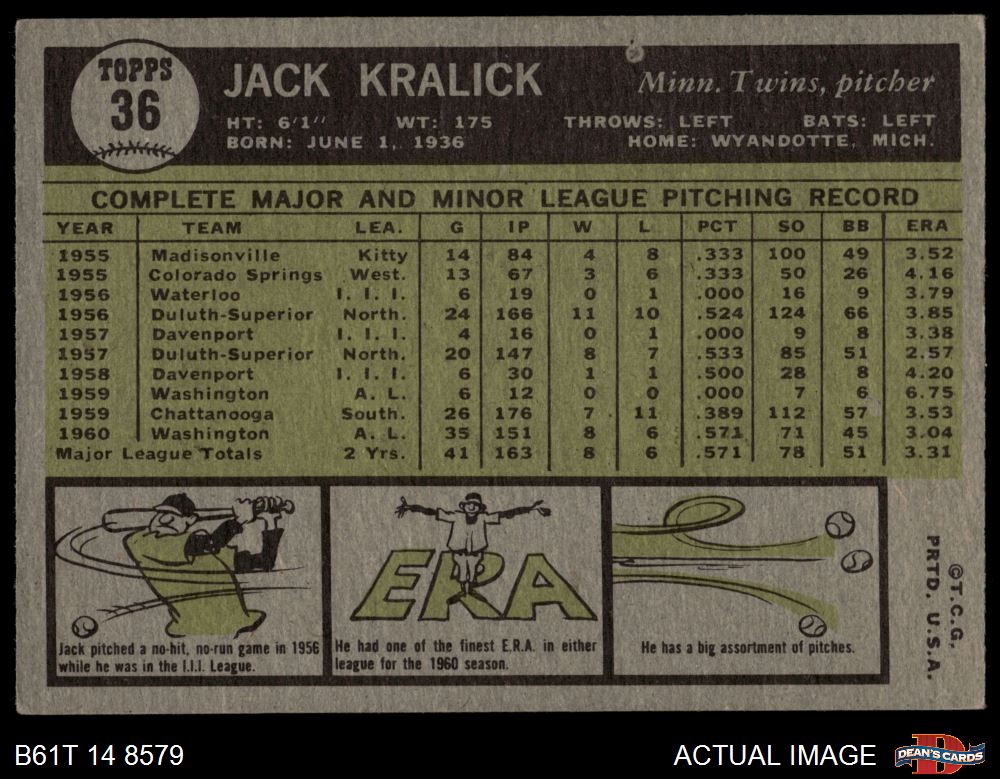 TOPPS
36
JACK KRALICK
Minn. Twins, pitcher
HT: 6'1" WT: 175 THROWS: LEFT BATS: LEFT
BORN: JUNE 1, 1936 HOME: WYANDOTTE, MICH.
COMPLETE MAJOR AND MINOR LEAGUE PITCHING RECORD
YEAR TEAM LEA. G IP W L PCT SO BB ERA
1955 Madisonville Kitty 14 84 4 8 .333 100 49 3.52
1955 Colorado Springs West. 13 67 3 6 .333 50 26 4.16
1956 Waterloo I. I. I. 6 19 0 1 .000 16 9 3.79
1956 Duluth-Superior North. 24 166 11 10 .524 124 66 3.85
1957 Davenport I. I. I. 4 16 0 1 .000 9 8 3.38
1957 Duluth-Superior North. 20 147 8 7 .533 85 51 2.57
1958 Davenport I. I. I. 6 30 1 1 .500 28 8 4.20
1959 Washington A. L. 6 12 0 0 .000 7 6 6.75
1959 Chattanooga South. 26 176 7 11 .389 112 57 3.53
1960 Washington A. L. 35 151 8 6 .571 71 45 3.04
Major League Totals 2 Yrs. 41 163 8 6 .571 78 51 3.31
Jack pitched a no-hit, no-run game in 1956
while he was in the I.I.I. League.
ERA
He had one of the finest E.R.A. in either
league for the 1960 season.
He has a big assortment of pitches.
©T.C.G.
PRTD. U.S.A.
B61T 14 8579
ACTUAL IMAGE
DEAN'S CARDS